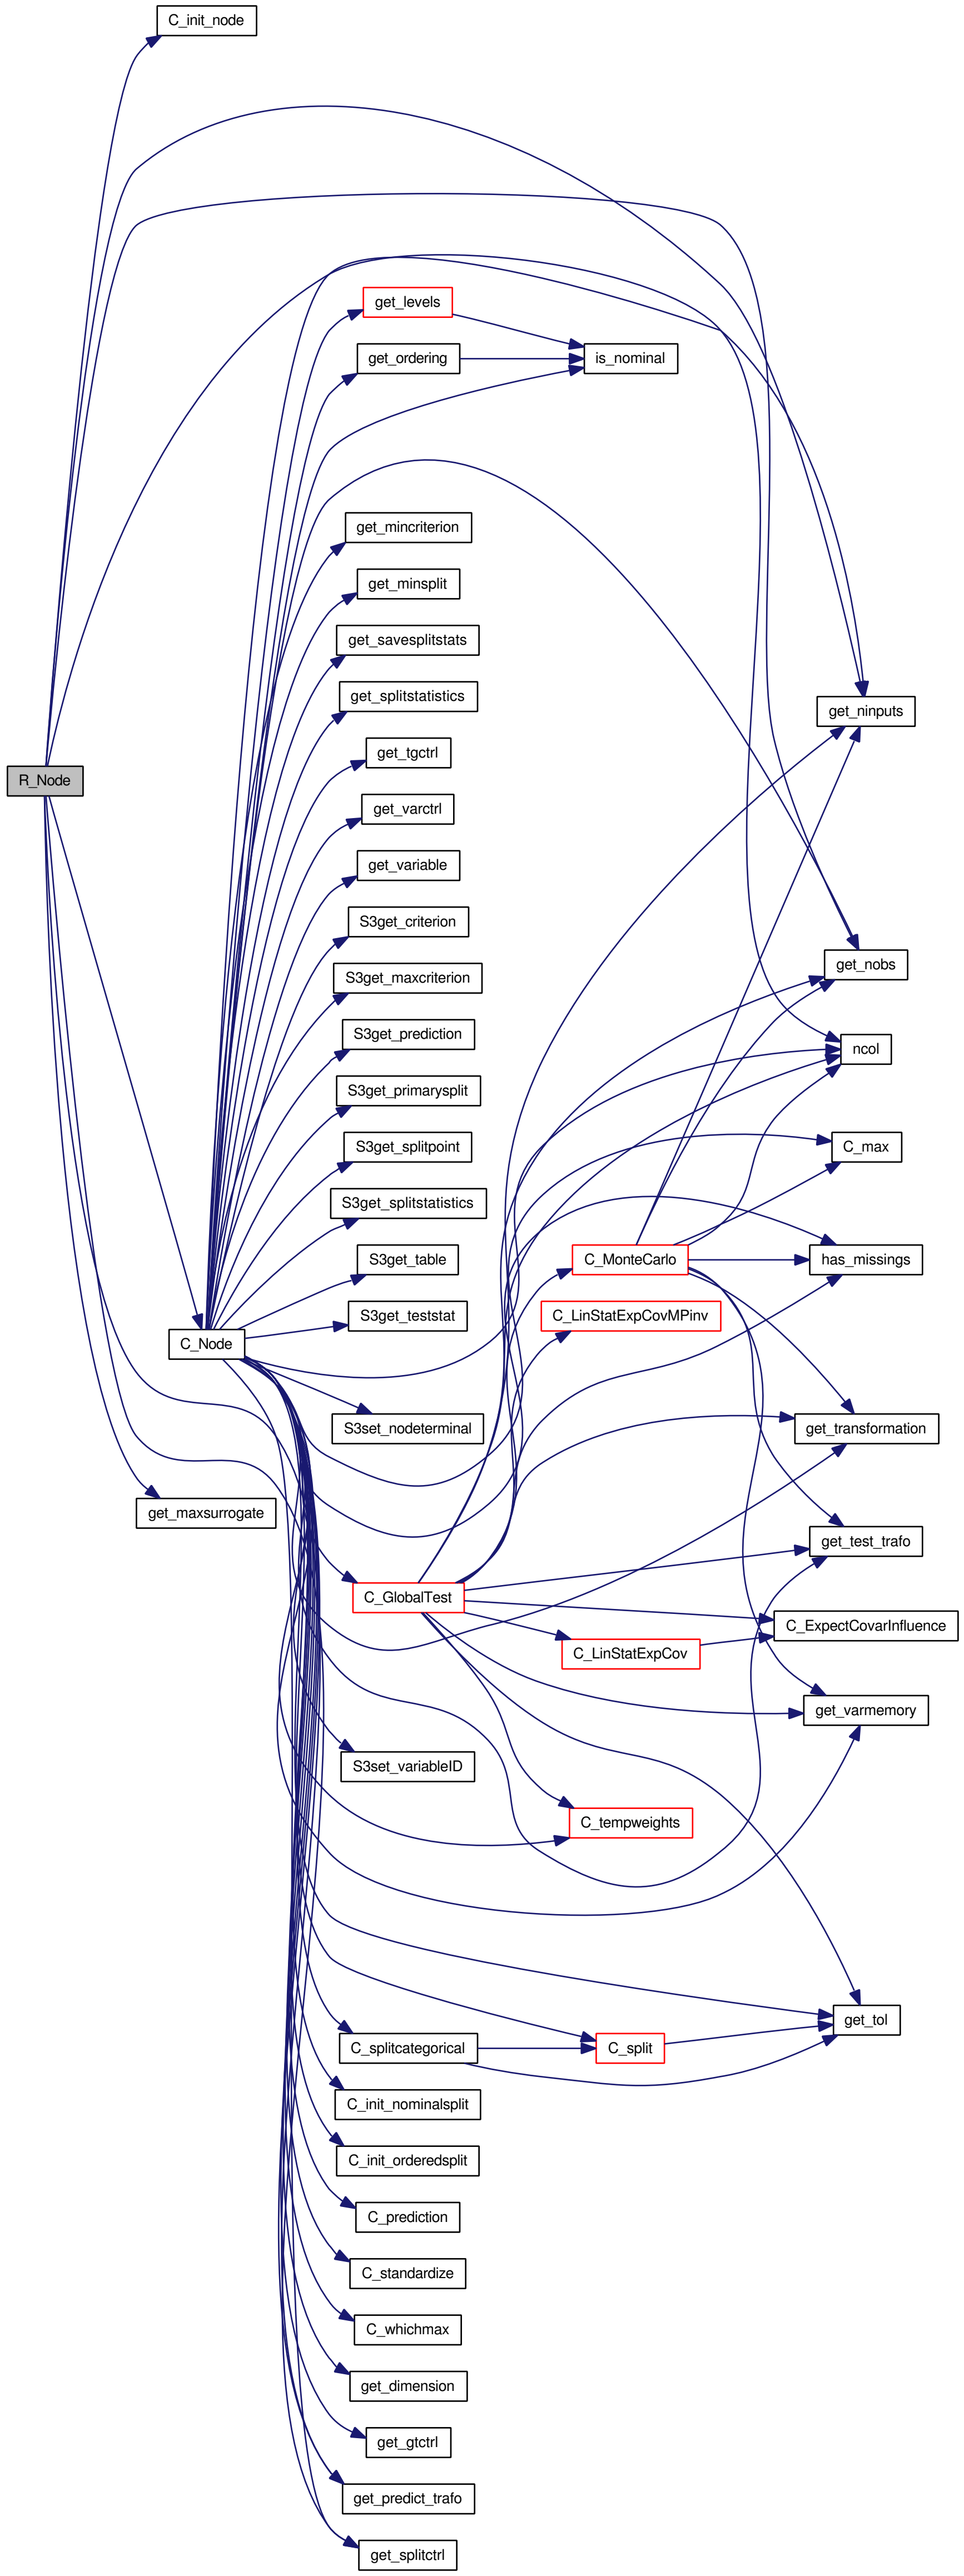 C_init_node
get_levels
get_ordering
is_nominal
get_mincriterion
get_minsplit
get_savesplitstats
get_splitstatistics
get_ninputs
get_tgctrl
R_Node
get_varctrl
get_variable
S3get_criterion
get_nobs
S3get_maxcriterion
S3get_prediction
ncol
S3get_primarysplit
S3get_splitpoint
C_max
S3get_splitstatistics
S3get_table
C_MonteCarlo
has_missings
S3get_teststat
C_LinStatExpCovMPinv
C_Node
S3set_nodeterminal
get_transformation
get_maxsurrogate
get_test_trafo
C_GlobalTest
C_ExpectCovarInfluence
C_LinStatExpCov
get_varmemory
S3set_variableID
C_tempweights
get_tol
C_splitcategorical
C_split
C_init_nominalsplit
C_init_orderedsplit
C_prediction
C_standardize
C_whichmax
get_dimension
get_gtctrl
get_predict_trafo
get_splitctrl